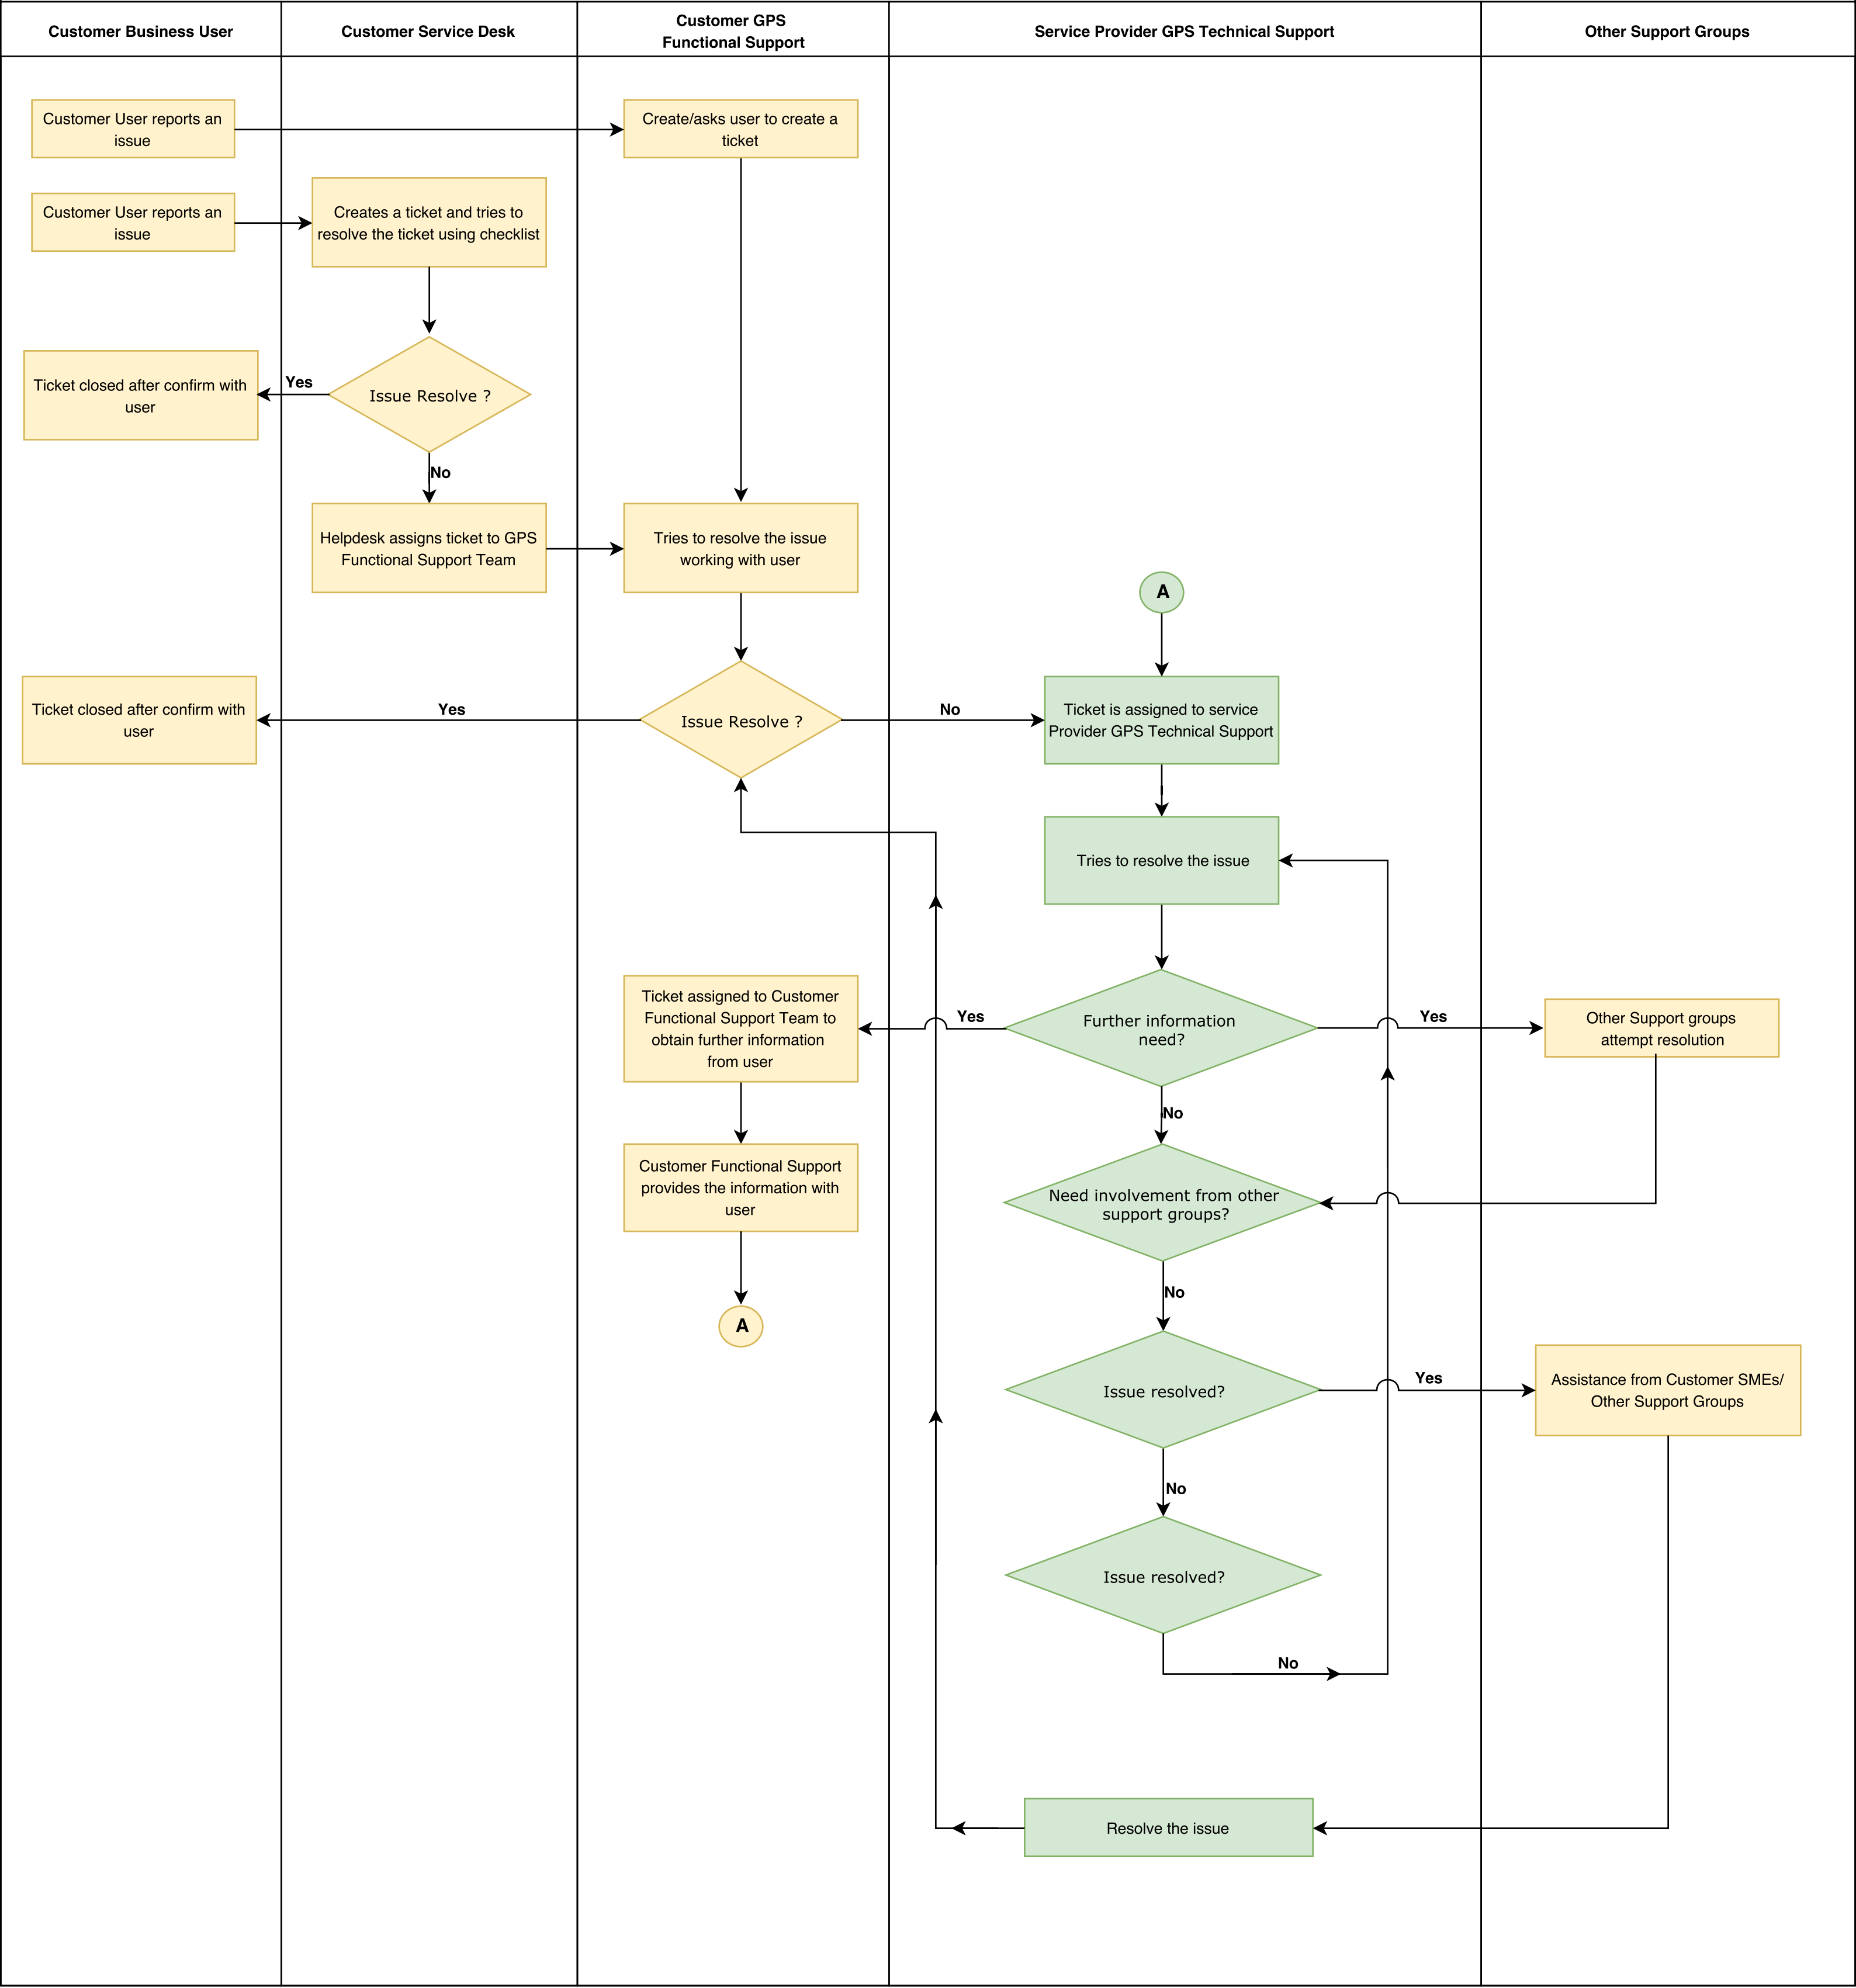 Customer Business User
Customer Service Desk
Customer GPS
Functional Support
Service Provider GPS Technical Support
Other Support Groups
Customer User reports an
issue
Create/asks user to create a
ticket
Customer User reports an
issue
Creates a ticket and tries to
resolve the ticket using checklist
Ticket closed after confirm with
user
Yes
Issue Resolve ?
No
Helpdesk assigns ticket to GPS
Functional Support Team
Tries to resolve the issue
working with user
A
Ticket closed after confirm with
user
Yes
Issue Resolve ?
No
Ticket is assigned to service
Provider GPS Technical Support
Tries to resolve the issue
Ticket assigned to Customer
Functional Support Team to
obtain further information
from user
Yes
Further information
need?
Yes
Other Support groups
attempt resolution
No
Customer Functional Support
provides the information with
user
Need involvement from other
support groups?
No
A
Issue resolved?
Yes
Assistance from Customer SMEs/
Other Support Groups
No
Issue resolved?
No
Resolve the issue